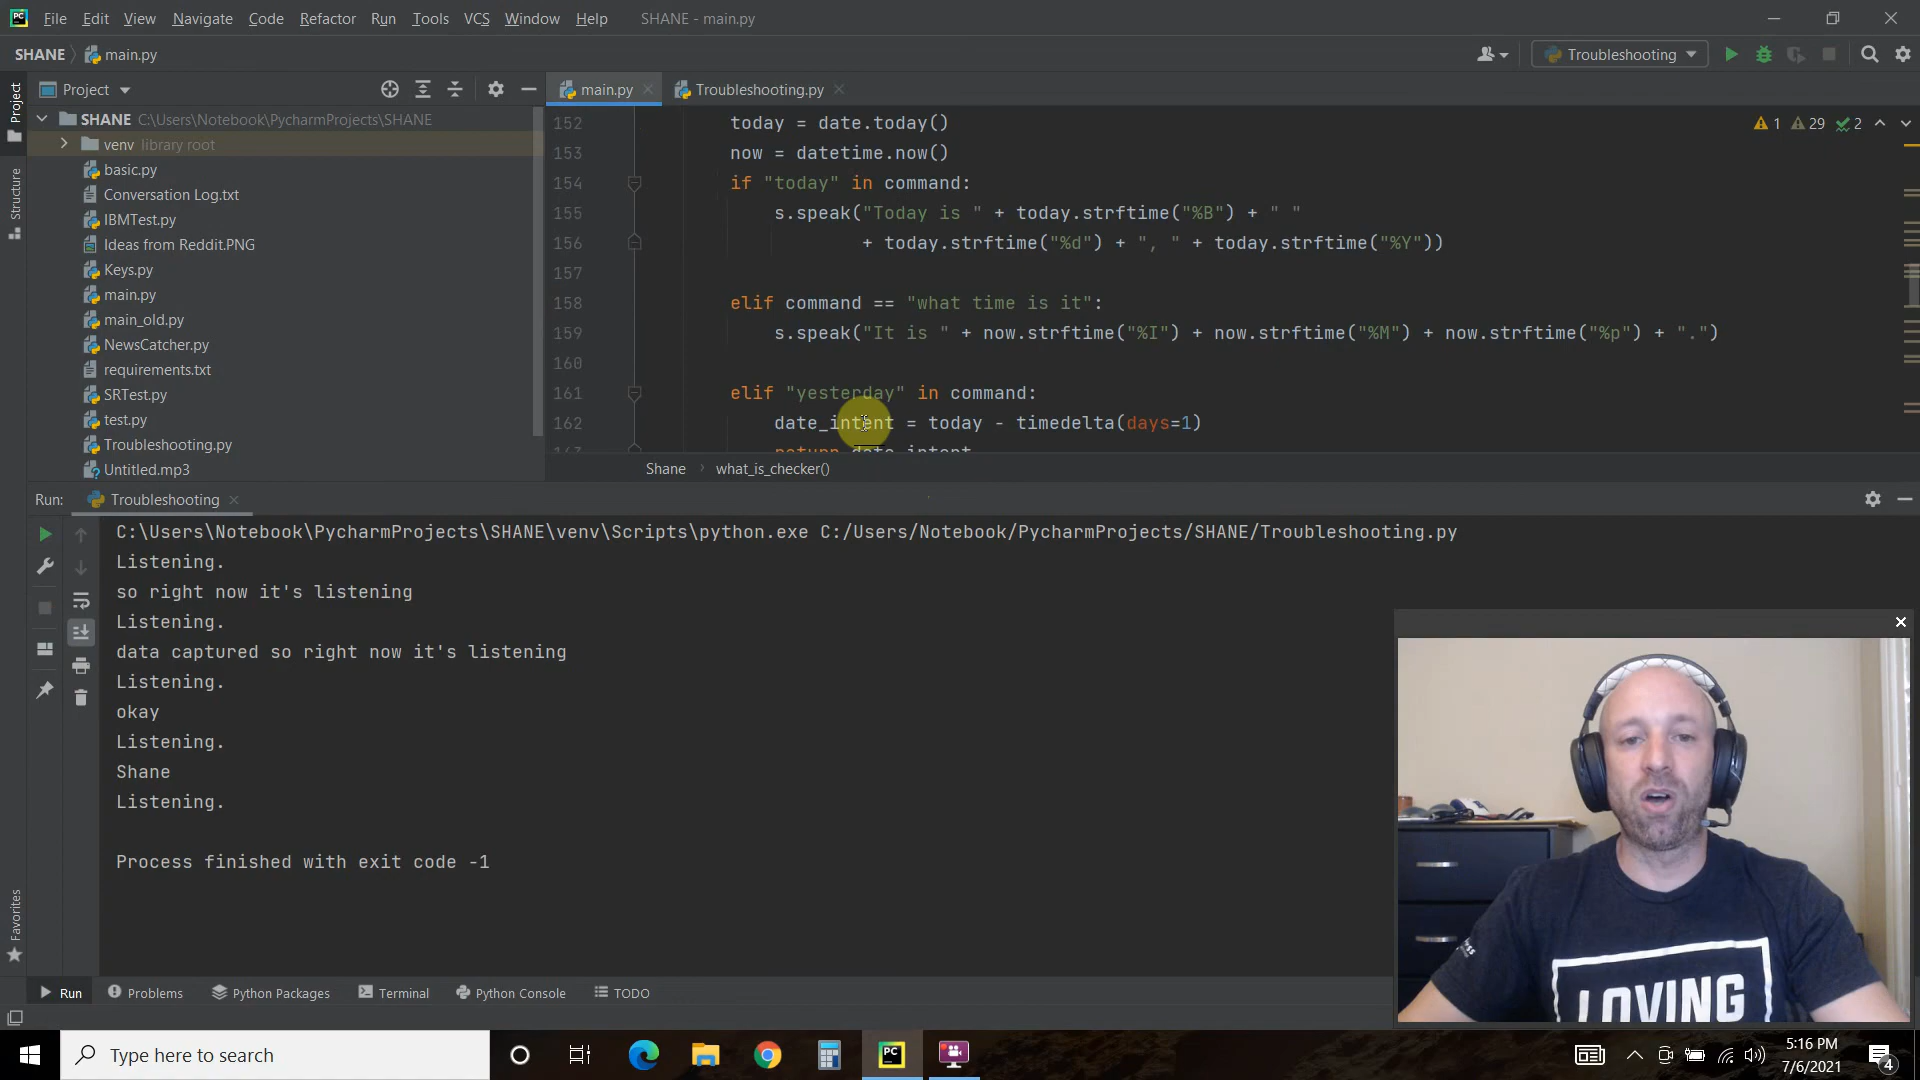 File Edit View Navigate Code Refactor Run Tools VCS Window Help SHANE - main.py
SHANE main.py Troubleshooting
Project
main.py Troubleshooting.py
SHANE C:\Users\Notebook\PycharmProjects\SHANE
venv library root
basic.py
Conversation Log.txt
IBMTest.py
Ideas from Reddit.PNG
Keys.py
main.py
main_old.py
NewsCatcher.py
requirements.txt
SRTest.py
test.py
Troubleshooting.py
Untitled.mp3
Project
Structure
Favorites
1 29 2
152 today = date.today()
153 now = datetime.now()
154 if "today" in command:
155 s.speak("Today is " + today.strftime("%B") + " "
156 + today.strftime("%d") + ", " + today.strftime("%Y"))
157
158 elif command == "what time is it":
159 s.speak("It is " + now.strftime("%I") + now.strftime("%M") + now.strftime("%p") + ".")
160
161 elif "yesterday" in command:
162 date_intent = today - timedelta(days=1)
163 return date_intent
Shane what_is_checker()
Run: Troubleshooting
C:\Users\Notebook\PycharmProjects\SHANE\venv\Scripts\python.exe C:/Users/Notebook/PycharmProjects/SHANE/Troubleshooting.py
Listening.
so right now it's listening
Listening.
data captured so right now it's listening
Listening.
okay
Listening.
Shane
Listening.
Process finished with exit code -1
LOVING
Run Problems Python Packages Terminal Python Console TODO
Type here to search
PC
5:16 PM
7/6/2021
4